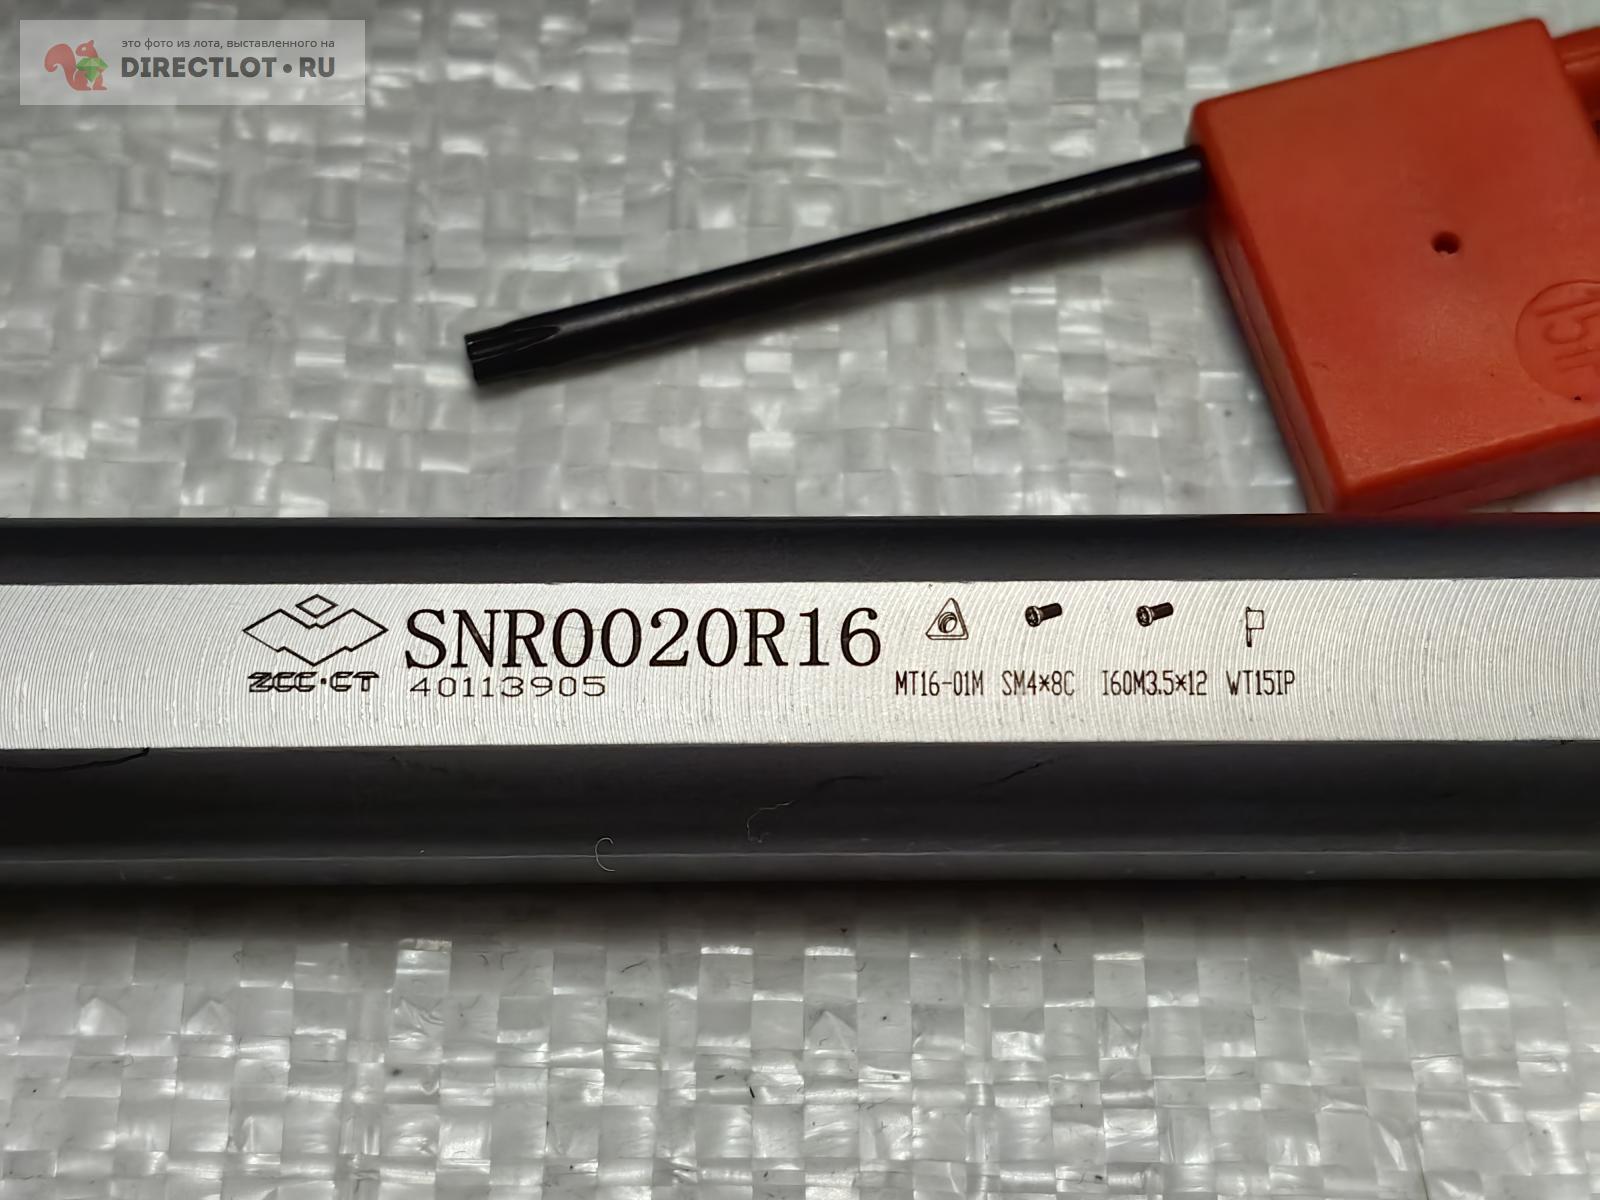 это фото из лота, выставленного на
DIRECTLOT•RU
ZCC·CT
SNR0020R16
40113905
MT16-01M SM4*8C I60M3.5*12 WT15IP